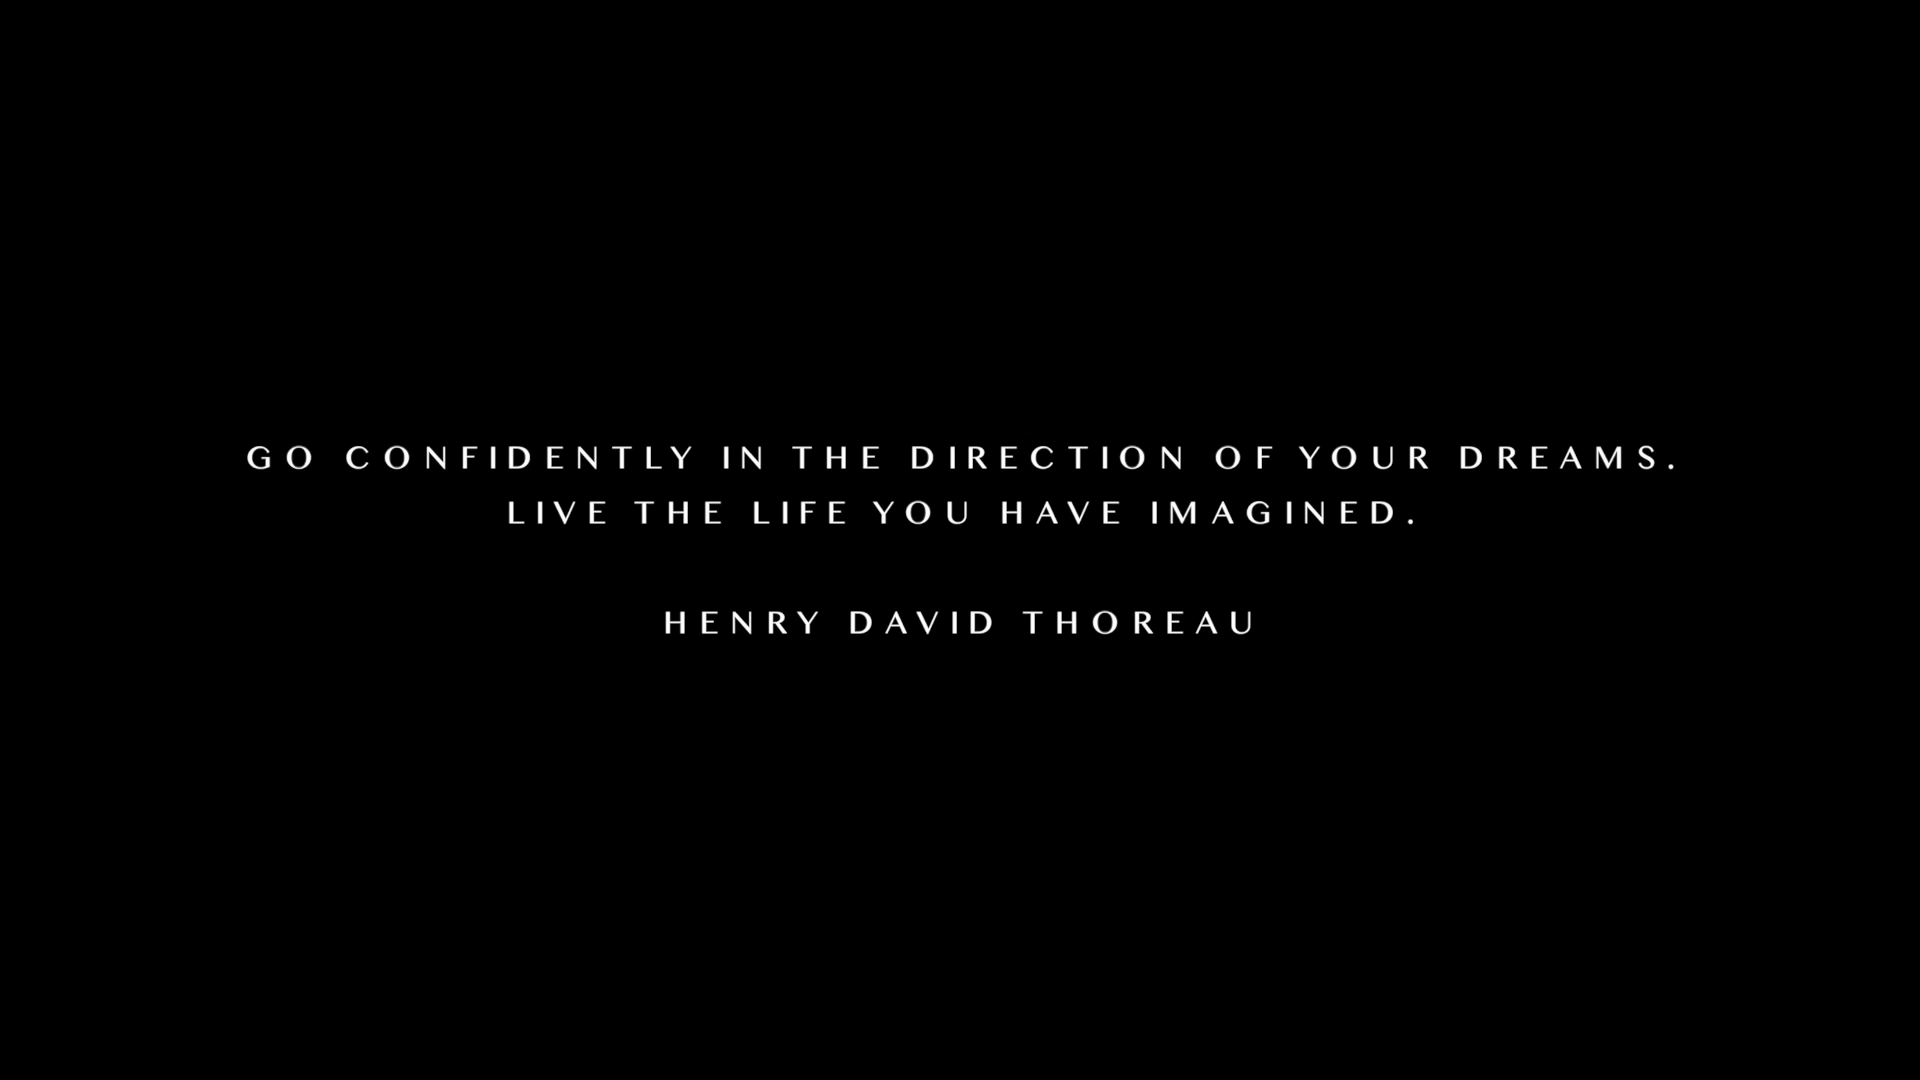 GO CONFIDENTLY IN THE DIRECTION OF YOUR DREAMS.
LIVE THE LIFE YOU HAVE IMAGINED.
HENRY DAVID THOREAU